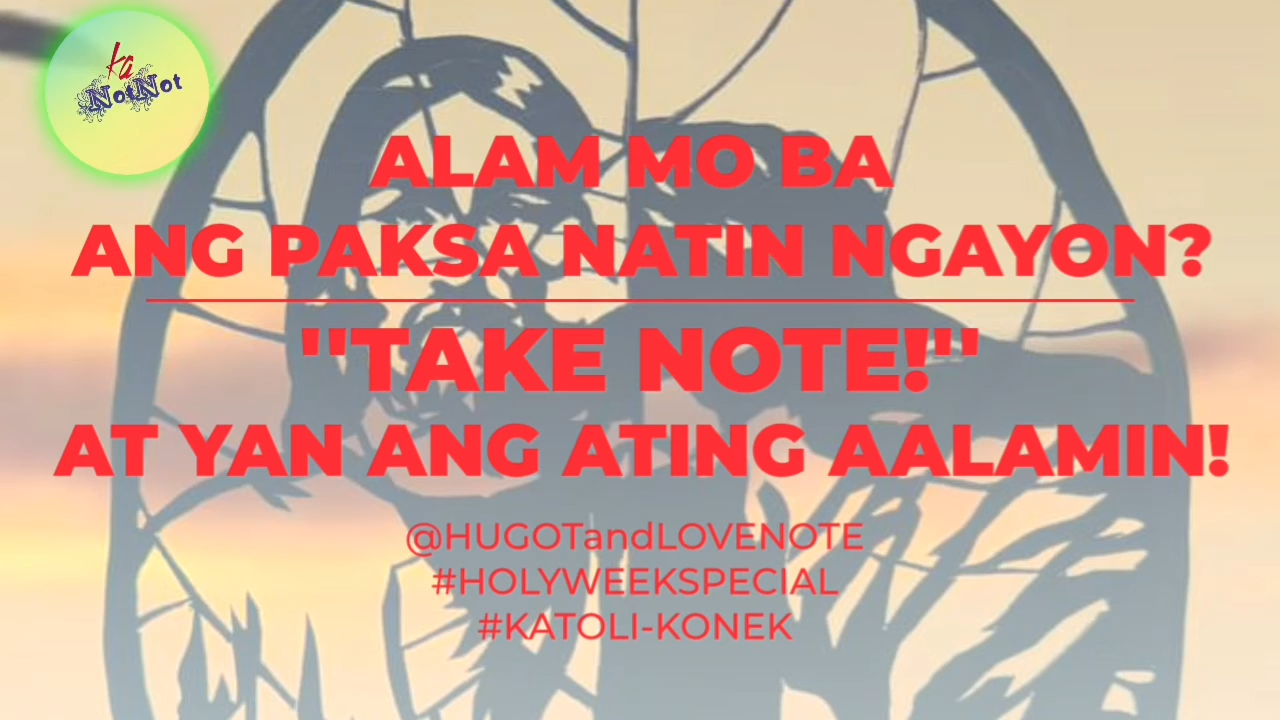 ka
NotNot
ALAM MO BA
ANG PAKSA NATIN NGAYON?
"TAKE NOTE!"
AT YAN ANG ATING AALAMIN!
@HUGOTandLOVENOTE
#HOLYWEEKSPECIAL
#KATOLI-KONEK